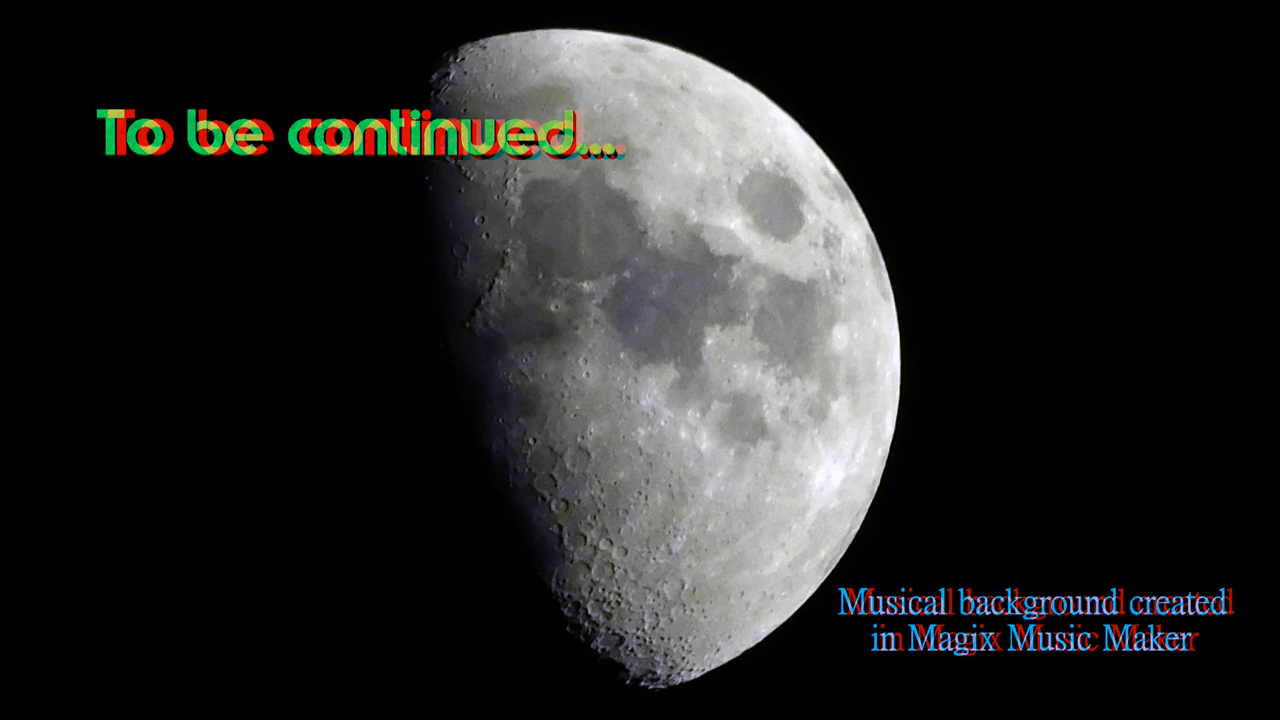 To be continued...
Musical background created
in Magix Music Maker